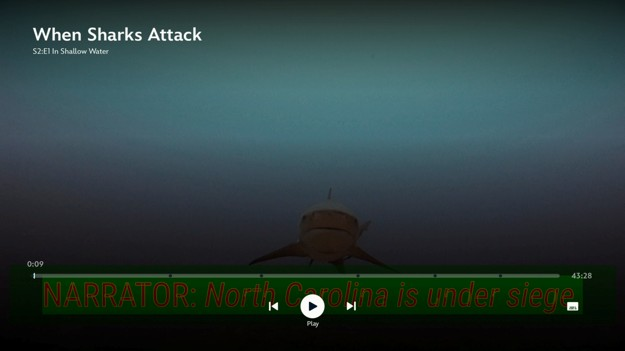 When Sharks Attack
S2:E1 In Shallow Water
0:09
43:28
NARRATOR: North Carolina is under siege
Play